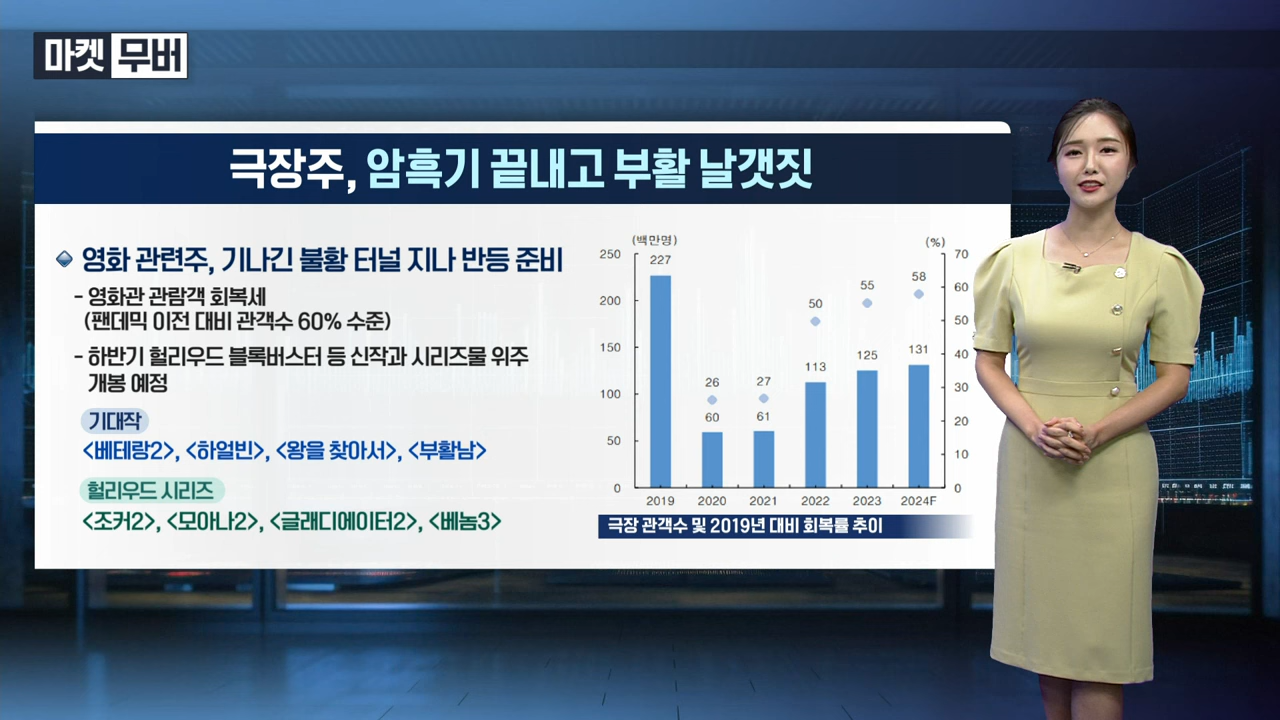 마켓무버
극장주, 암흑기 끝내고 부활 날갯짓
영화 관련주, 기나긴 불황 터널 지나 반등 준비
- 영화관 관람객 회복세
(팬데믹 이전 대비 관객수 60% 수준)
- 하반기 헐리우드 블록버스터 등 신작과 시리즈물 위주
개봉 예정
기대작
<베테랑2>, <하얼빈>, <왕을 찾아서>, <부활남>
헐리우드 시리즈
<조커2>, <모아나2>, <글래디에이터2>, <베놈3>
(백만명) (%)
250 200 150 100 50 0
70 60 50 40 30 20 10 0
227 60 61 113 125 131
26 27 50 55 58
2019 2020 2021 2022 2023 2024F
극장 관객수 및 2019년 대비 회복률 추이